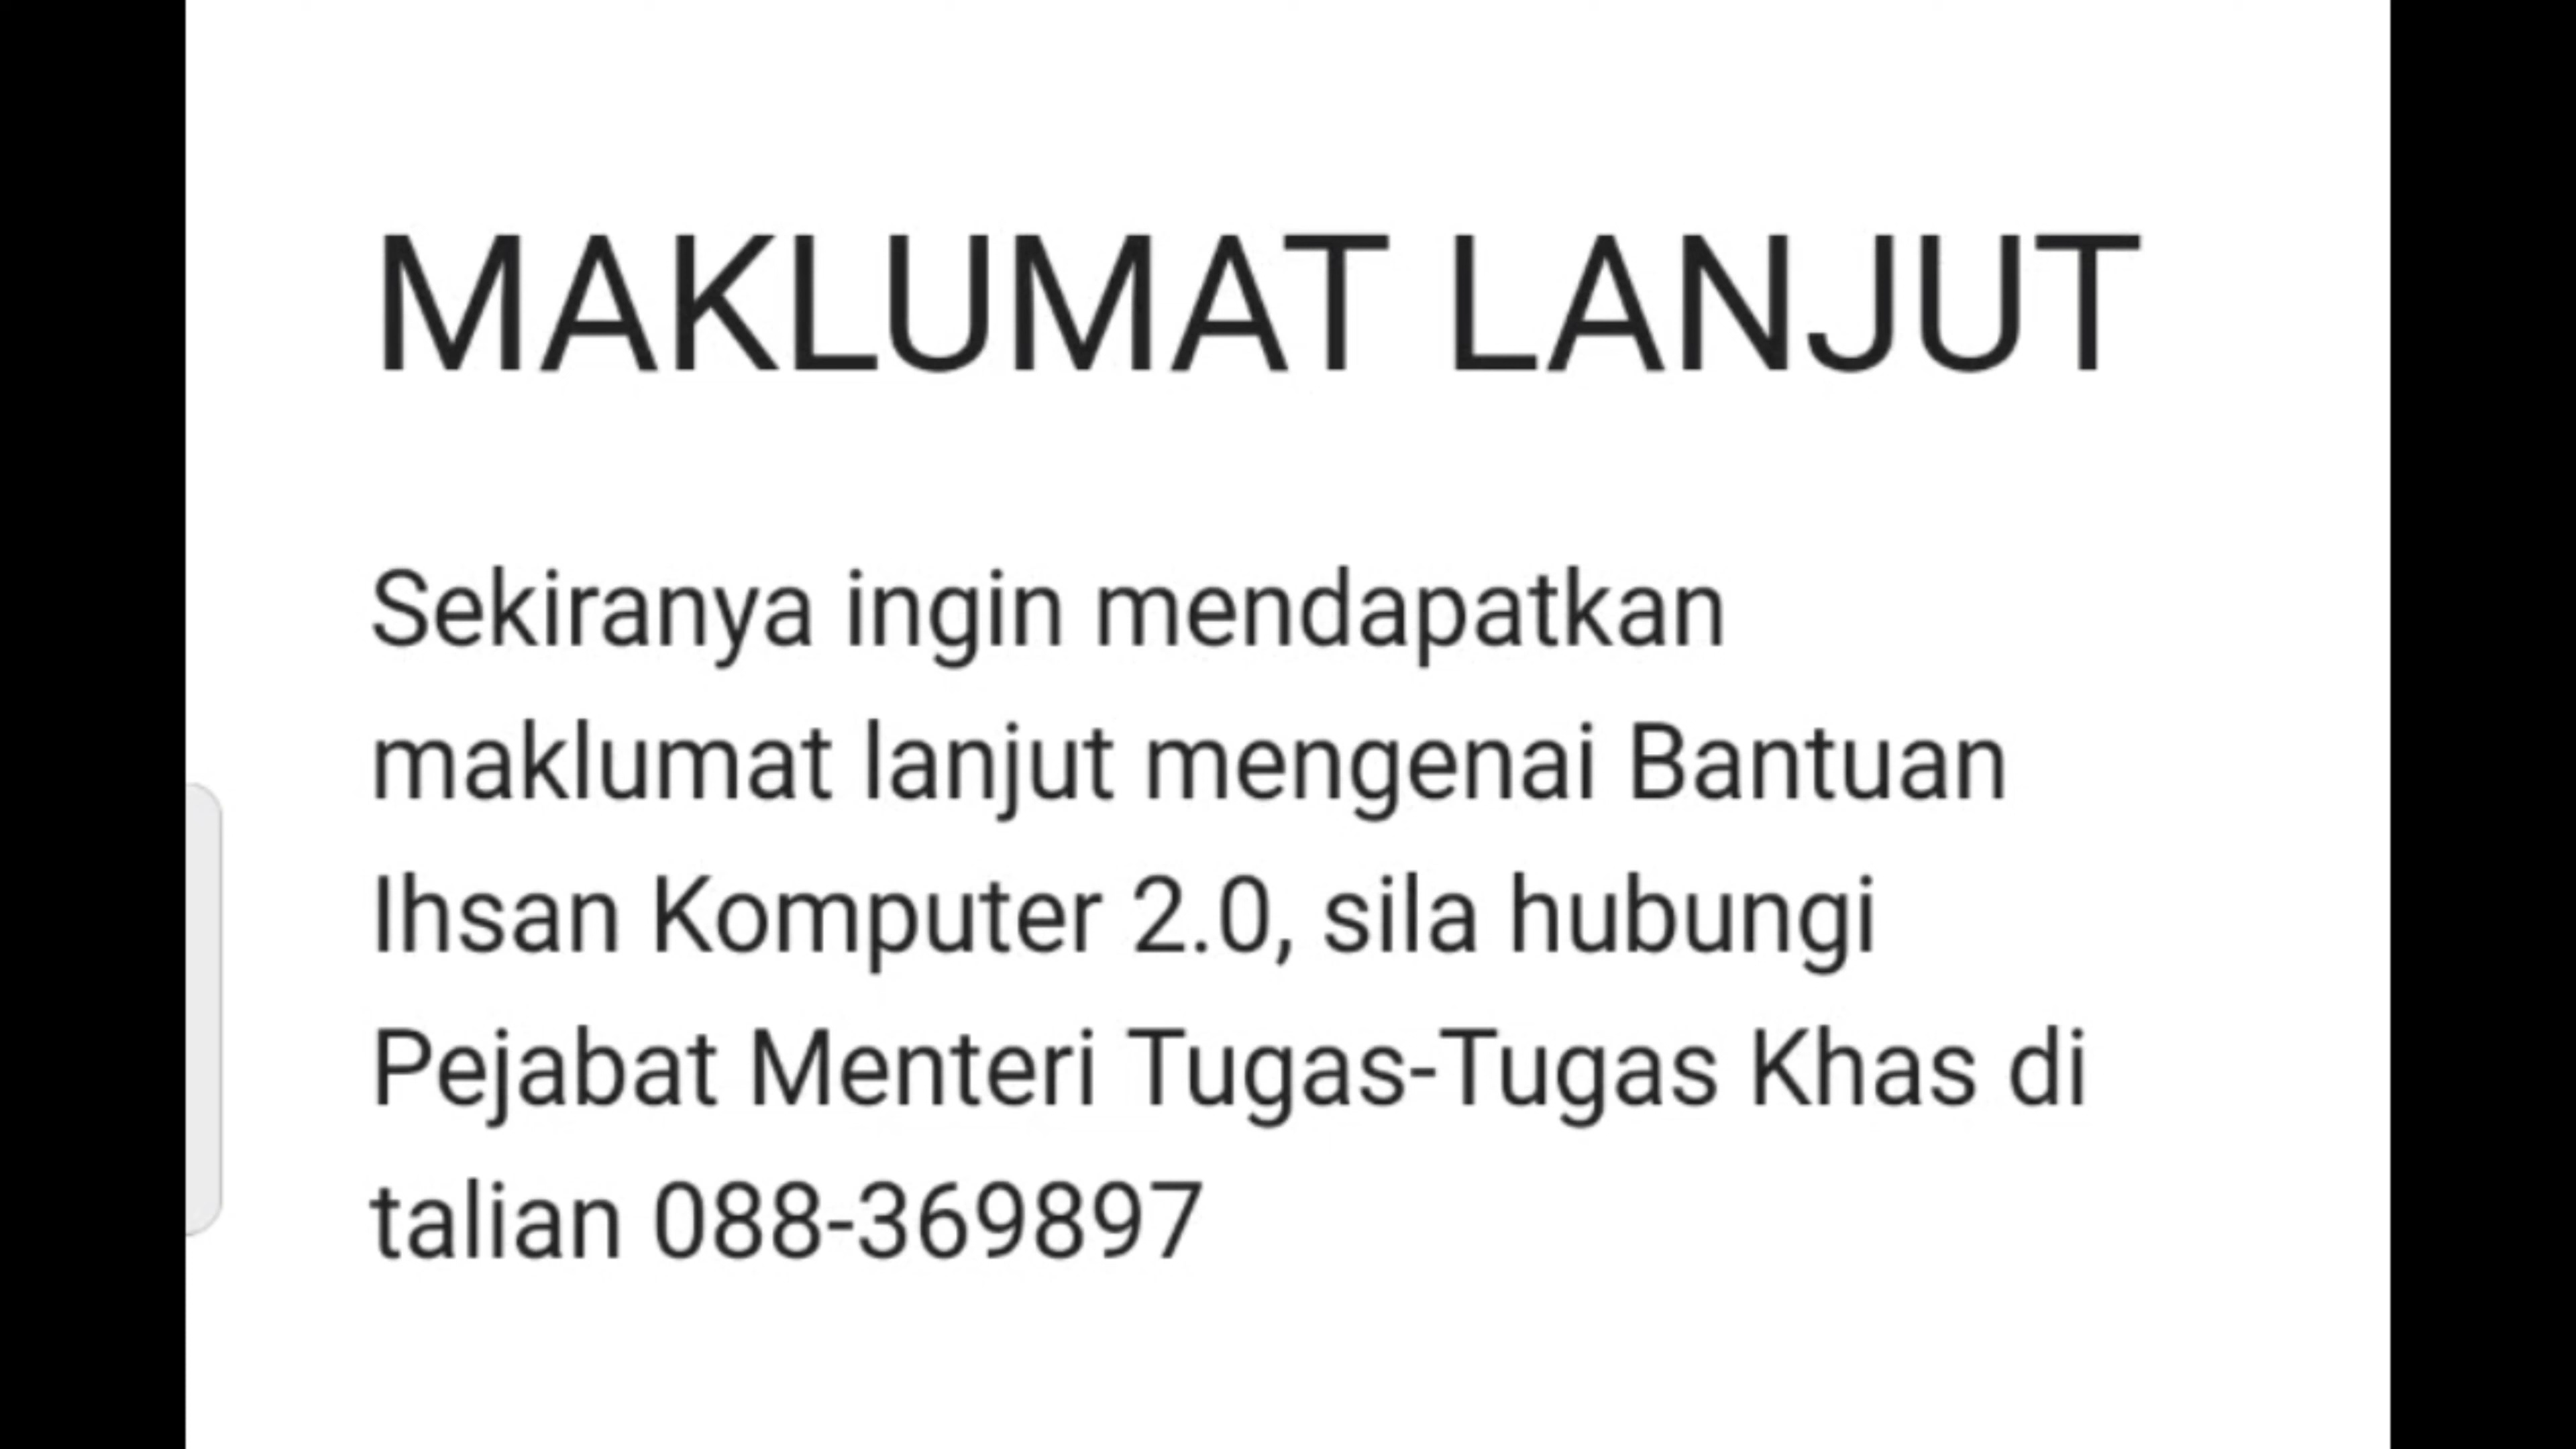 MAKLUMAT LANJUT
Sekiranya ingin mendapatkan
maklumat lanjut mengenai Bantuan
Ihsan Komputer 2.0, sila hubungi
Pejabat Menteri Tugas-Tugas Khas di
talian 088-369897